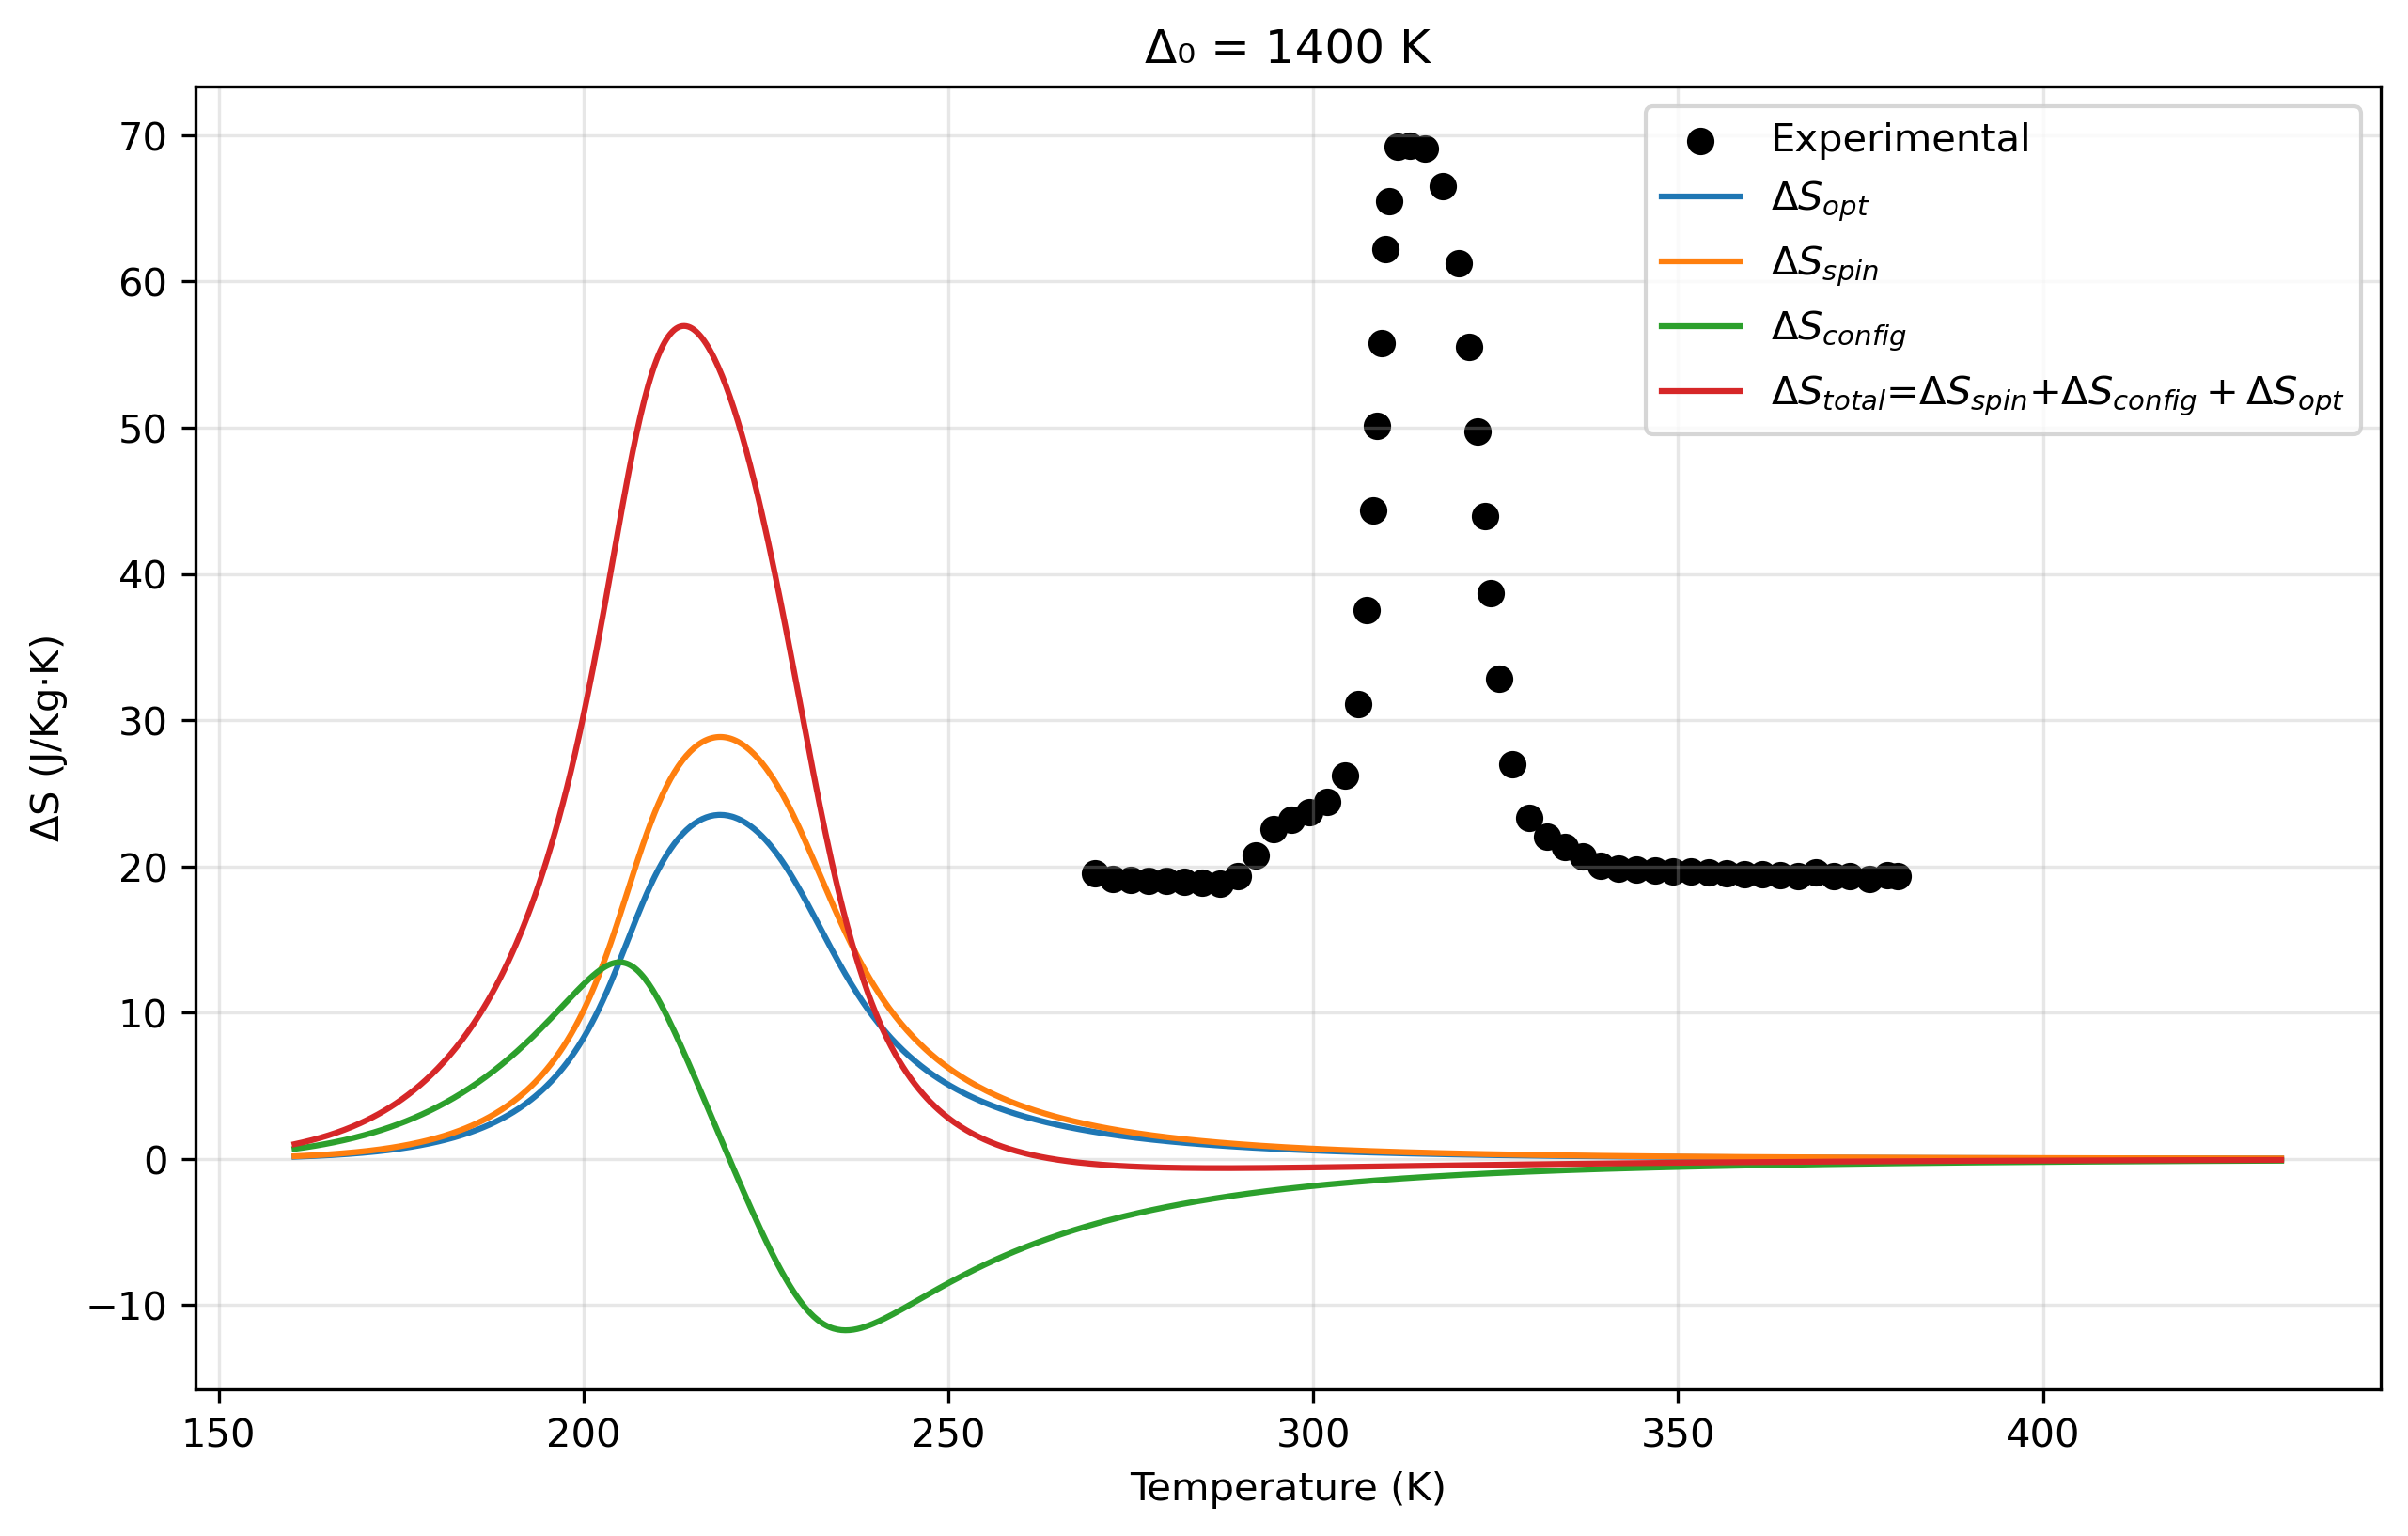 Δ₀ = 1400 K
70
60
50
40
30
20
10
0
−10
ΔS (J/Kg·K)
150 200 250 300 350 400
Temperature (K)
Experimental
ΔS_opt
ΔS_spin
ΔS_config
ΔS_total=ΔS_spin+ΔS_config + ΔS_opt